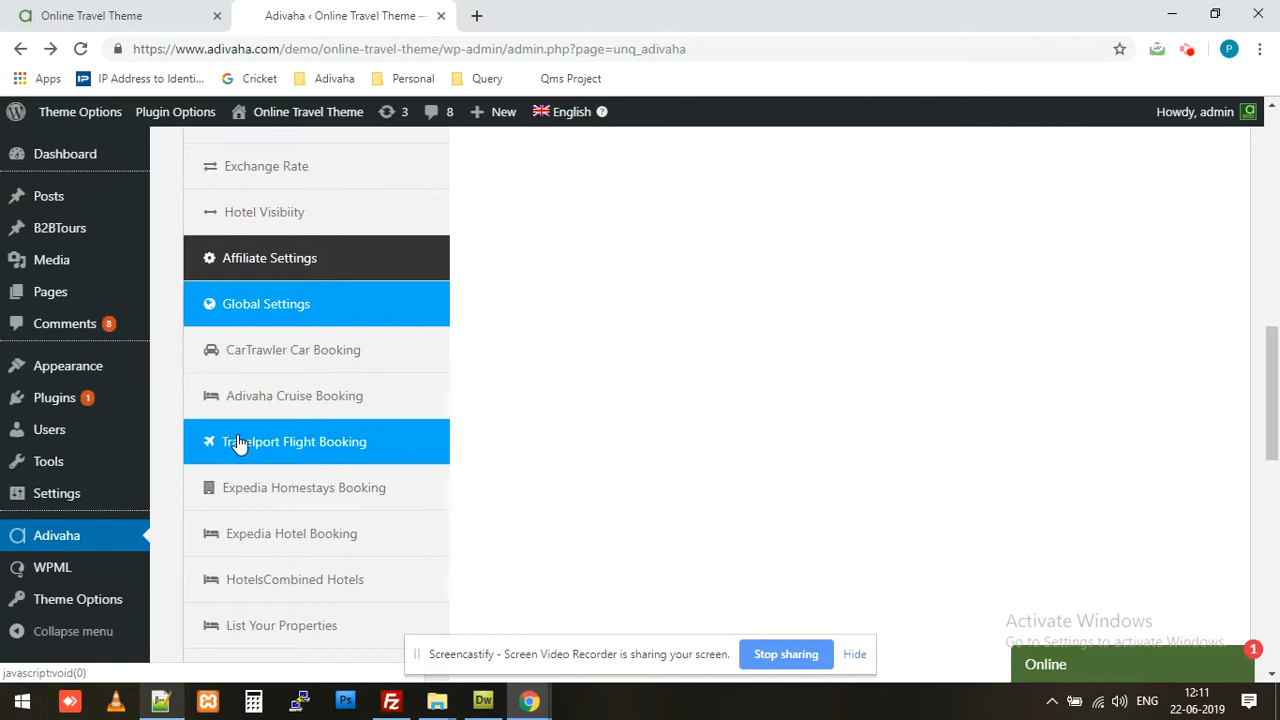 Online Travel Theme
Adivaha ‹ Online Travel Theme —
https://www.adivaha.com/demo/online-travel-theme/wp-admin/admin.php?page=unq_adivaha
P
Apps
IP Address to Identi...
Cricket
Adivaha
Personal
Query
Qms Project
Theme Options
Plugin Options
Online Travel Theme
3
8
New
English
Howdy, admin
Dashboard
Posts
B2BTours
Media
Pages
Comments 8
Appearance
Plugins 1
Users
Tools
Settings
Adivaha
WPML
Theme Options
Collapse menu
Exchange Rate
Hotel Visibiity
Affiliate Settings
Global Settings
CarTrawler Car Booking
Adivaha Cruise Booking
Travelport Flight Booking
Expedia Homestays Booking
Expedia Hotel Booking
HotelsCombined Hotels
List Your Properties
Activate Windows
Go to Settings to activate Windows.
Screencastify - Screen Video Recorder is sharing your screen.
Stop sharing
Hide
1
Online
javascript:void(0)
Ps
Fz
Dw
ENG
12:11
22-06-2019